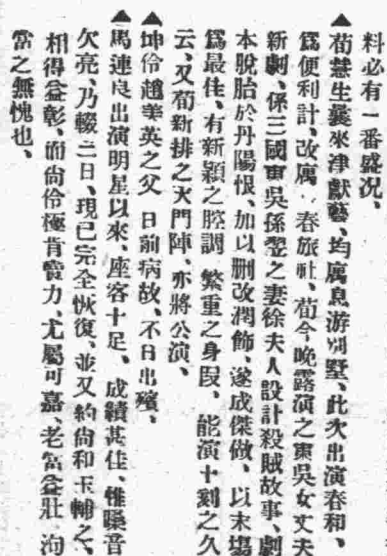 料必有一番盛况、
▲荀慧生曩來津獻藝、均厲息游别墅、此次出演春和、
爲便利計、改厲 春旅社、荀今晚露演之東吳女丈夫
新劇、係三國東吳孫翌之妻徐夫人設計殺賊故事、劇
本脫胎於丹陽恨、加以删改潤飾、遂成傑做、以末塲
爲最佳、有新穎之腔調 繁重之身段、能演十刻之久
云、又荀新排之大門陣、亦將公演、
▲坤伶趙美英之父 日前病故、不日出殯、
▲馬連良出演明星以來、座客十足、成績甚佳、惟嗓音
欠亮、乃輟二日、現已完全恢復、並又約尙和玉輔之、
相得益彰、而尙伶極肯賣力、尤屬可嘉、老當益壯、洵
當之無愧也、